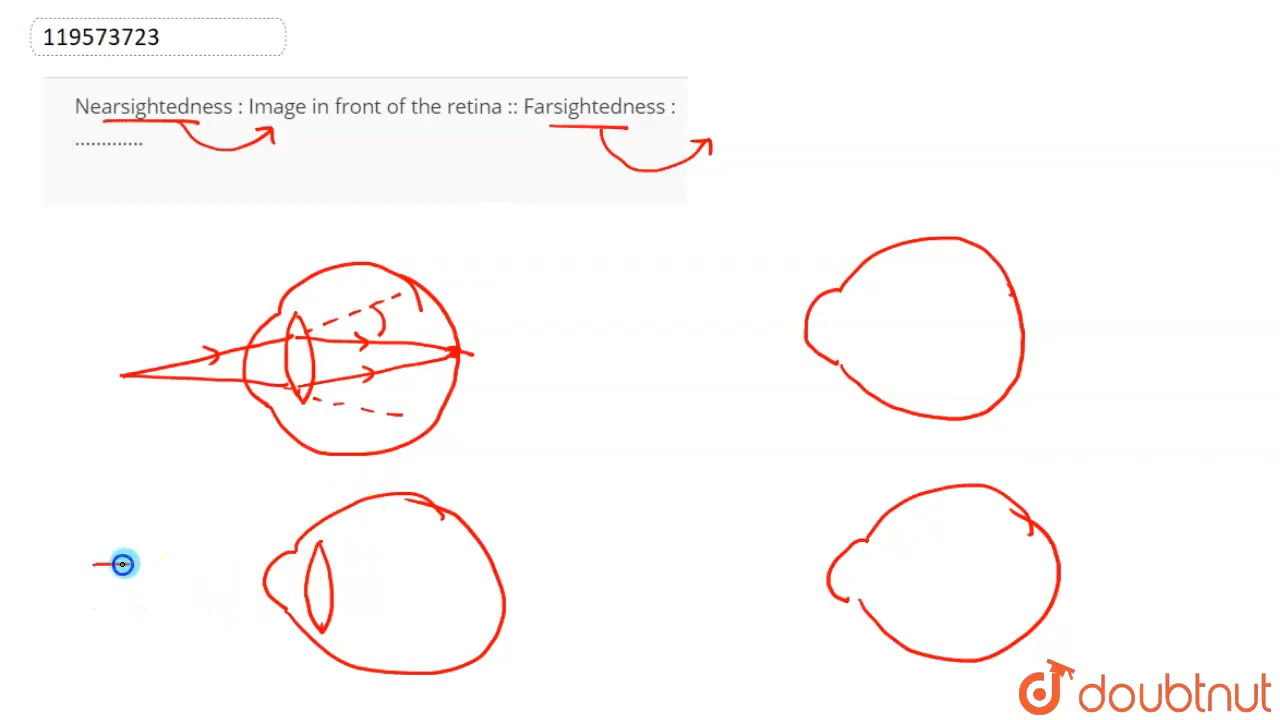 119573723
Nearsightedness : Image in front of the retina :: Farsightedness :
.............
doubtnut